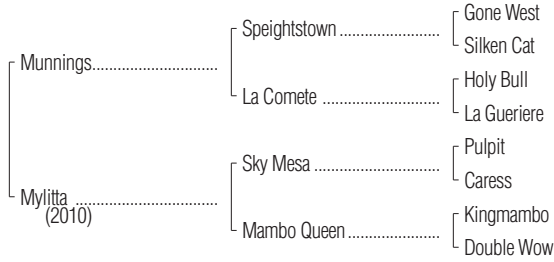 Gone West
Speightstown
Silken Cat
Munnings
Holy Bull
La Comete
La Gueriere
Pulpit
Sky Mesa
Caress
Mylitta
(2010)
Kingmambo
Mambo Queen
Double Wow